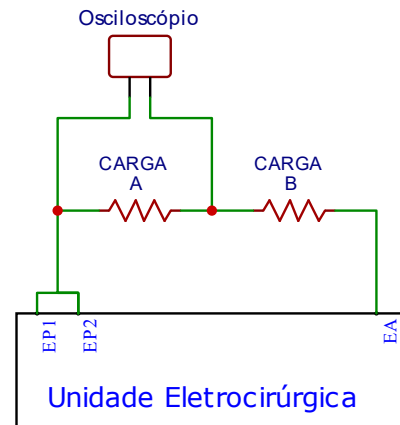 Osciloscópio
CARGA
A
CARGA
B
EP1
EP2
EA
Unidade Eletrocirúrgica